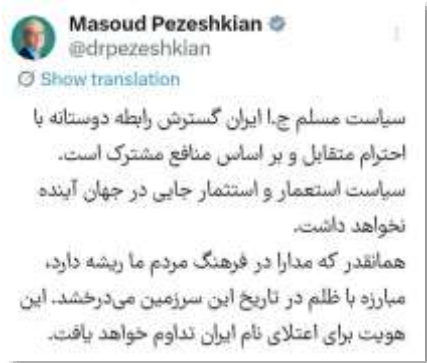 Masoud Pezeshkian
@drpezeshkian
Show translation
سیاست مسلم ج.ا ایران گسترش رابطه دوستانه با
احترام متقابل و بر اساس منافع مشترک است.
سیاست استعمار و استثمار جایی در جهان آینده
نخواهد داشت.
همانقدر که مدارا در فرهنگ مردم ما ریشه دارد،
مبارزه با ظلم در تاریخ این سرزمین می‌درخشد. این
هویت برای اعتلای نام ایران تداوم خواهد یافت.